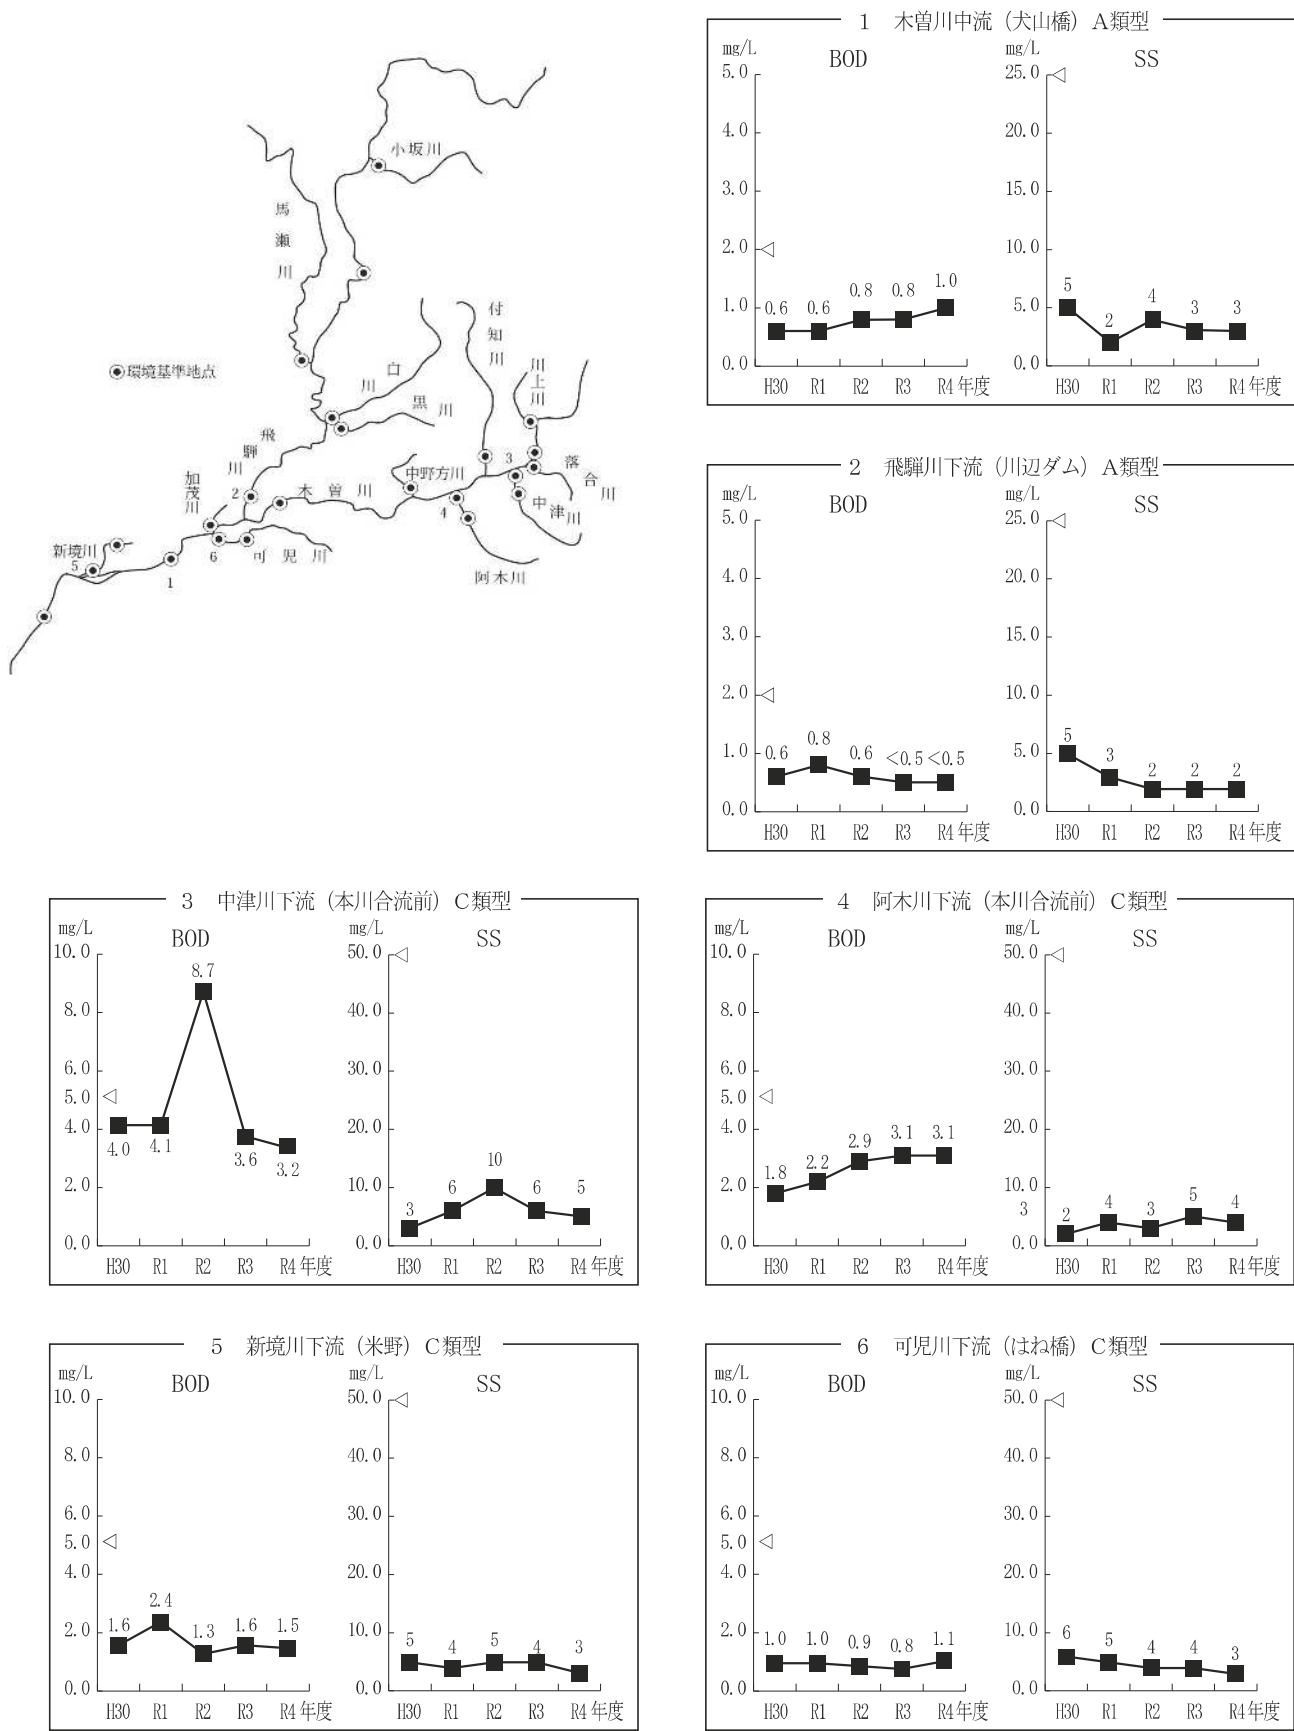 小坂川
馬瀬川
付知川
川上川
白川
黒川
◉環境基準地点
飛騨川
加茂川
中野方川
落合川
木曽川
中津川
新境川
可児川
阿木川
1
2
3
4
5
6
1 木曽川中流（犬山橋）A類型
mg/L
BOD
5.0
4.0
3.0
2.0
1.0
0.0
0.6 0.6 0.8 0.8 1.0
H30 R1 R2 R3 R4年度
mg/L
SS
25.0
20.0
15.0
10.0
5.0
0.0
5 2 4 3 3
H30 R1 R2 R3 R4年度
2 飛騨川下流（川辺ダム）A類型
mg/L
BOD
5.0
4.0
3.0
2.0
1.0
0.0
0.6 0.8 0.6 <0.5 <0.5
H30 R1 R2 R3 R4年度
mg/L
SS
25.0
20.0
15.0
10.0
5.0
0.0
5 3 2 2 2
H30 R1 R2 R3 R4年度
3 中津川下流（本川合流前）C類型
mg/L
BOD
10.0
8.0
6.0
5.0
4.0
2.0
0.0
4.0 4.1 8.7 3.6 3.2
H30 R1 R2 R3 R4年度
mg/L
SS
50.0
40.0
30.0
20.0
10.0
0.0
3 6 10 6 5
H30 R1 R2 R3 R4年度
4 阿木川下流（本川合流前）C類型
mg/L
BOD
10.0
8.0
6.0
5.0
4.0
2.0
0.0
1.8 2.2 2.9 3.1 3.1
H30 R1 R2 R3 R4年度
mg/L
SS
50.0
40.0
30.0
20.0
10.0
3
0.0
2 4 3 5 4
H30 R1 R2 R3 R4年度
5 新境川下流（米野）C類型
mg/L
BOD
10.0
8.0
6.0
5.0
4.0
2.0
0.0
1.6 2.4 1.3 1.6 1.5
H30 R1 R2 R3 R4年度
mg/L
SS
50.0
40.0
30.0
20.0
10.0
0.0
5 4 5 4 3
H30 R1 R2 R3 R4年度
6 可児川下流（はね橋）C類型
mg/L
BOD
10.0
8.0
6.0
5.0
4.0
2.0
0.0
1.0 1.0 0.9 0.8 1.1
H30 R1 R2 R3 R4年度
mg/L
SS
50.0
40.0
30.0
20.0
10.0
0.0
6 5 4 4 3
H30 R1 R2 R3 R4年度